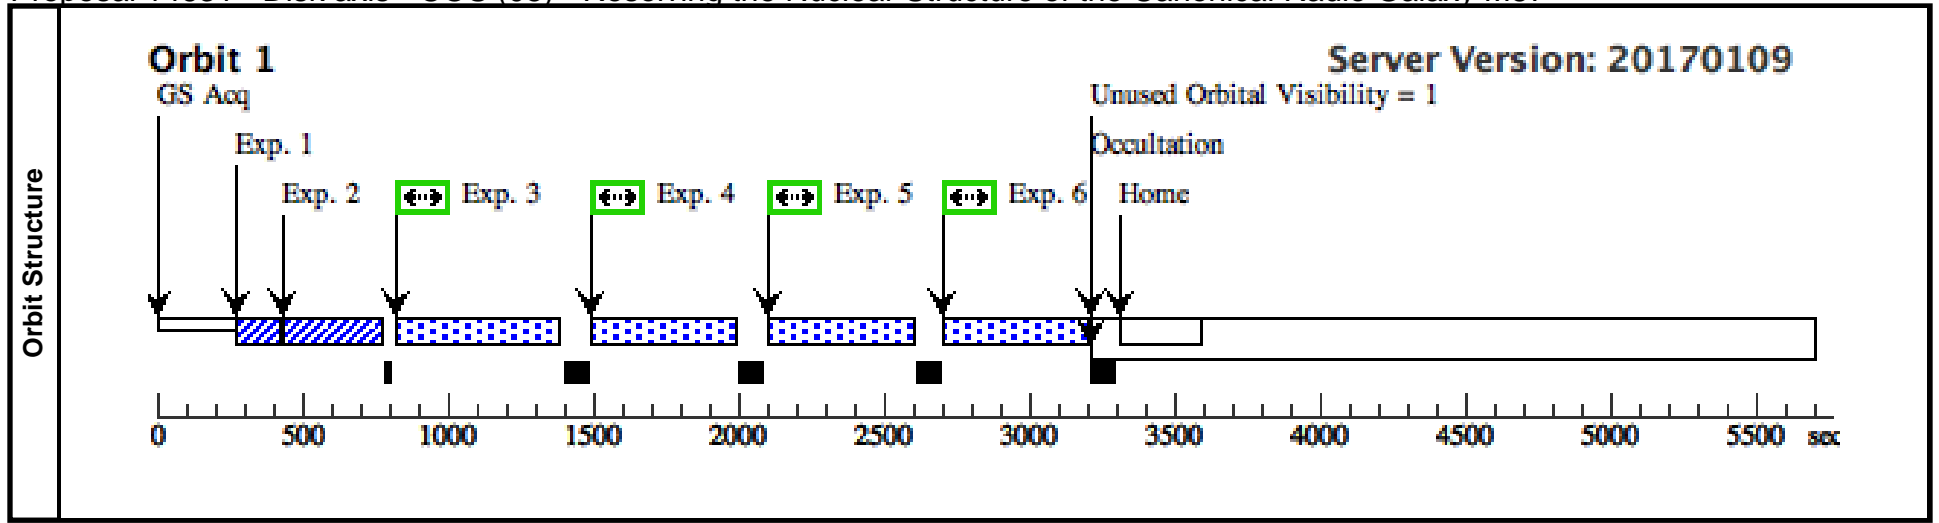 Orbit Structure
Orbit 1
Server Version: 20170109
GS Acq
Unused Orbital Visibility = 1
Exp. 1
Occultation
Exp. 2
Exp. 3
Exp. 4
Exp. 5
Exp. 6
Home
0 500 1000 1500 2000 2500 3000 3500 4000 4500 5000 5500 sec